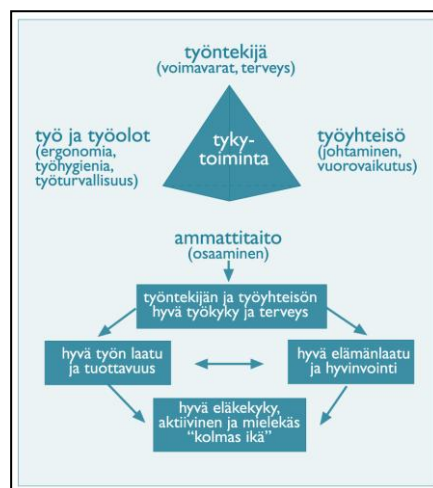 työntekijä
(voimavarat, terveys)
työ ja työolot
(ergonomia,
työhygienia,
työturvallisuus)
tyky-
toiminta
työyhteisö
(johtaminen,
vuorovaikutus)
ammattitaito
(osaaminen)
työntekijän ja työyhteisön
hyvä työkyky ja terveys
hyvä työn laatu
ja tuottavuus
hyvä elämänlaatu
ja hyvinvointi
hyvä eläkekyky,
aktiivinen ja mielekäs
"kolmas ikä"